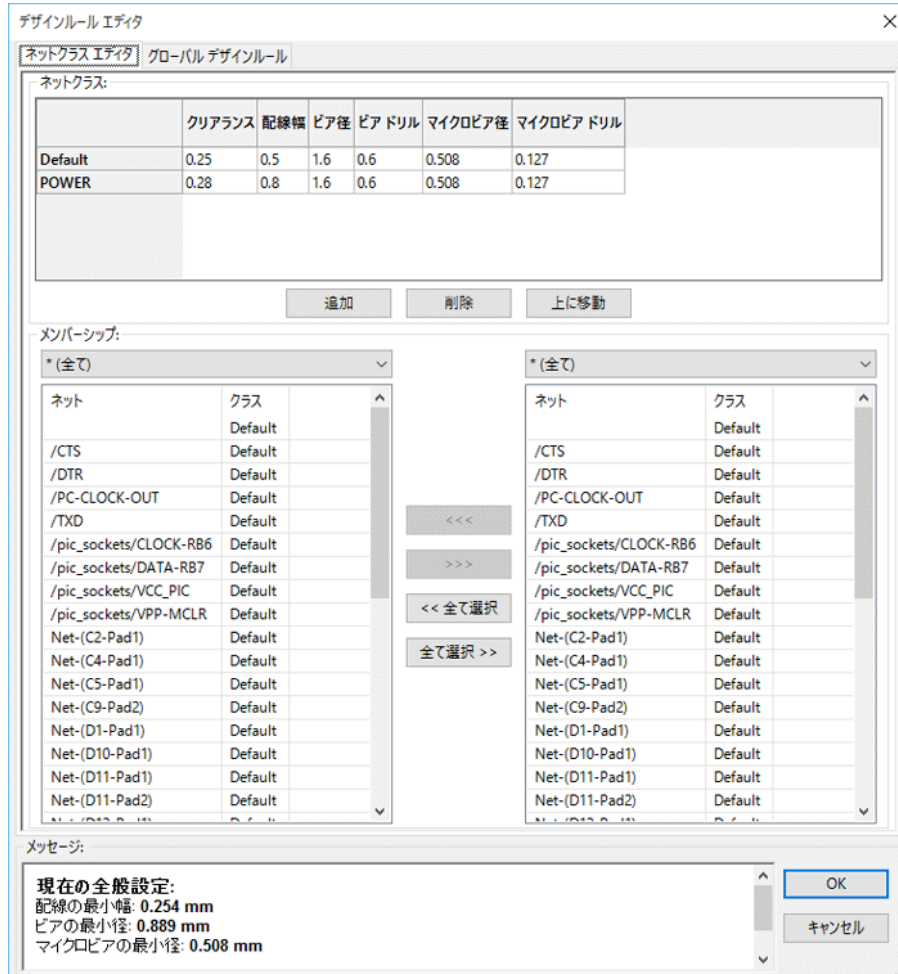 デザインルール エディタ
ネットクラス エディタ グローバル デザインルール
ネットクラス:
クリアランス 配線幅 ビア径 ビア ドリル マイクロビア径 マイクロビア ドリル
Default 0.25 0.5 1.6 0.6 0.508 0.127
POWER 0.28 0.8 1.6 0.6 0.508 0.127
追加 削除 上に移動
メンバーシップ:
* (全て) * (全て)
ネット クラス ネット クラス
Default Default
/CTS Default /CTS Default
/DTR Default /DTR Default
/PC-CLOCK-OUT Default /PC-CLOCK-OUT Default
/TXD Default <<< /TXD Default
/pic_sockets/CLOCK-RB6 Default /pic_sockets/CLOCK-RB6 Default
/pic_sockets/DATA-RB7 Default >>> /pic_sockets/DATA-RB7 Default
/pic_sockets/VCC_PIC Default /pic_sockets/VCC_PIC Default
/pic_sockets/VPP-MCLR Default << 全て選択 /pic_sockets/VPP-MCLR Default
Net-(C2-Pad1) Default Net-(C2-Pad1) Default
Net-(C4-Pad1) Default 全て選択 >> Net-(C4-Pad1) Default
Net-(C5-Pad1) Default Net-(C5-Pad1) Default
Net-(C9-Pad2) Default Net-(C9-Pad2) Default
Net-(D1-Pad1) Default Net-(D1-Pad1) Default
Net-(D10-Pad1) Default Net-(D10-Pad1) Default
Net-(D11-Pad1) Default Net-(D11-Pad1) Default
Net-(D11-Pad2) Default Net-(D11-Pad2) Default
メッセージ:
現在の全般設定:
配線の最小幅: 0.254 mm
ビアの最小径: 0.889 mm
マイクロビアの最小径: 0.508 mm
OK
キャンセル